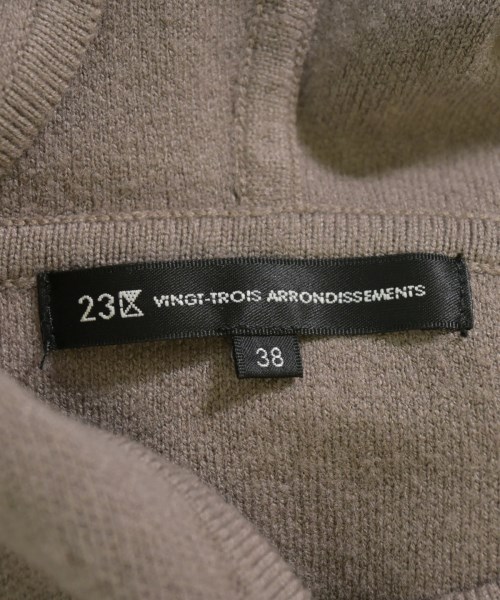 23区 VINGT-TROIS ARRONDISSEMENTS
38